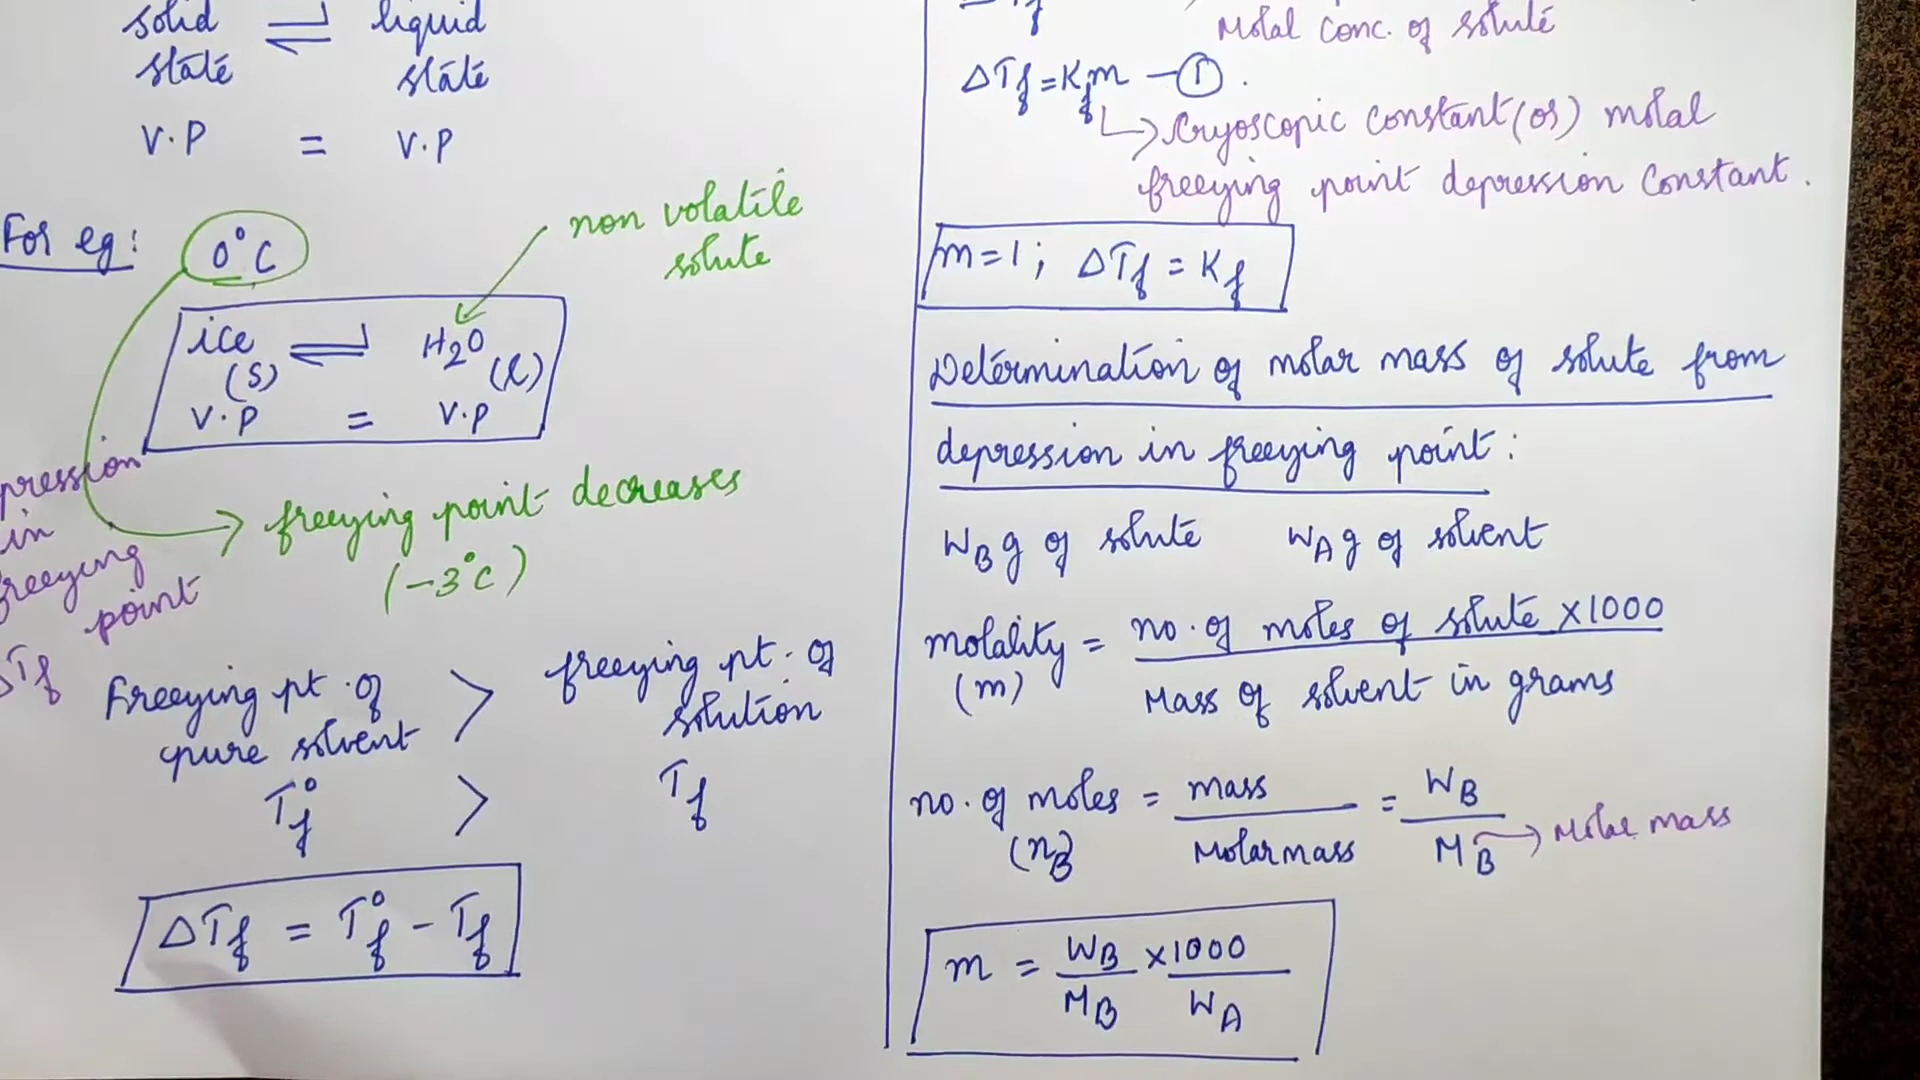 solid ⇌ liquid
state state
V.P = V.P
For eg: 0°C
non volatile
solute
ice ⇌ H₂O
(S) (l)
V.P = V.P
pression
in
freezing
point
freezing point decreases
(-3°C)
Freezing pt. of > freezing pt. of
pure solvent solution
T°f > Tf
ΔTf = T°f - Tf
Molal Conc. of solute
ΔTf = Kf m —①.
↳ Cryoscopic Constant (or) molal
freezing point depression Constant.
m = 1 ; ΔTf = Kf
Determination of molar mass of solute from
depression in freezing point :
WB g of solute WA g of solvent
molality = no. of moles of solute × 1000
(m) Mass of solvent in grams
no. of moles = mass = WB
(nB) Molarmass MB → Molar mass
m = WB × 1000
MB WA